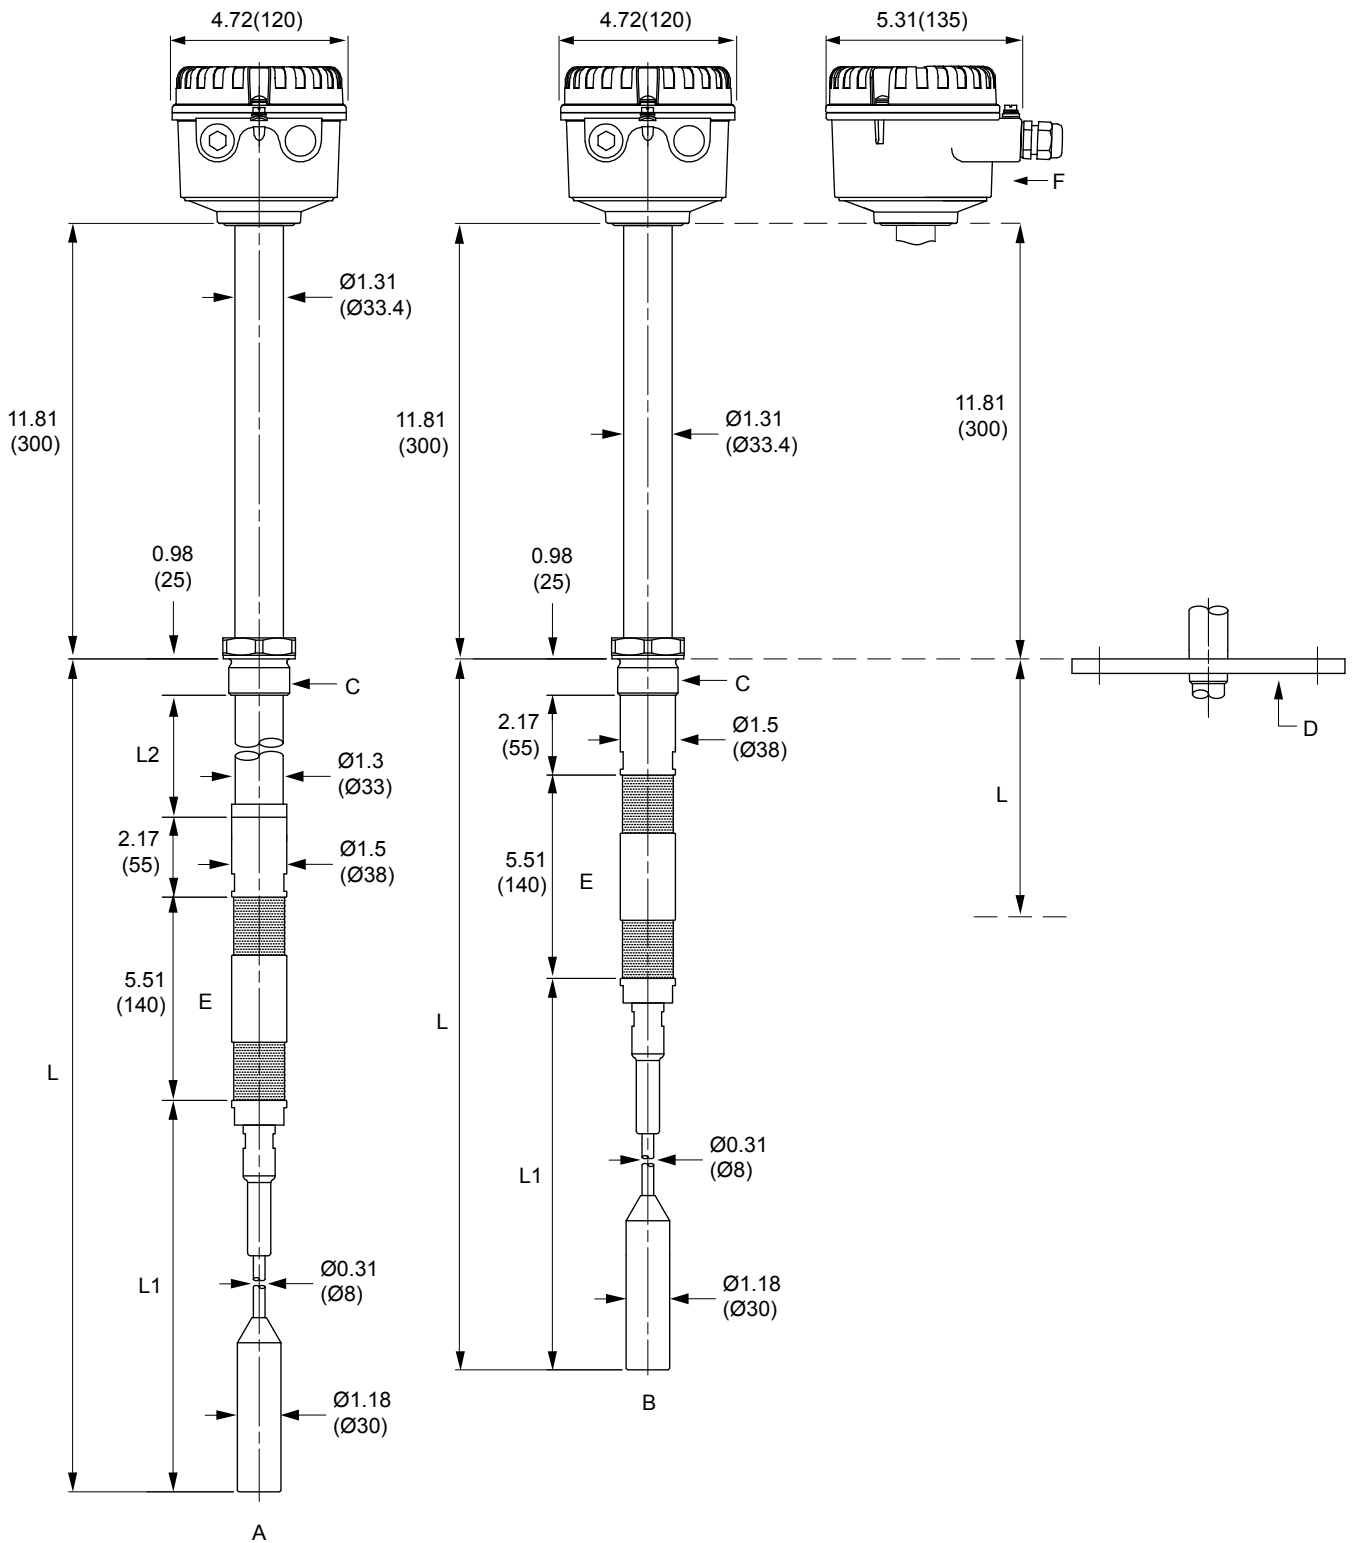 4.72(120)
4.72(120)
5.31(135)
F
Ø1.31
(Ø33.4)
11.81
(300)
11.81
(300)
Ø1.31
(Ø33.4)
11.81
(300)
0.98
(25)
0.98
(25)
C
C
D
L2
Ø1.3
(Ø33)
2.17
(55)
Ø1.5
(Ø38)
L
2.17
(55)
Ø1.5
(Ø38)
5.51
(140)
E
5.51
(140)
E
L
L
L1
Ø0.31
(Ø8)
L1
Ø0.31
(Ø8)
Ø1.18
(Ø30)
Ø1.18
(Ø30)
B
A